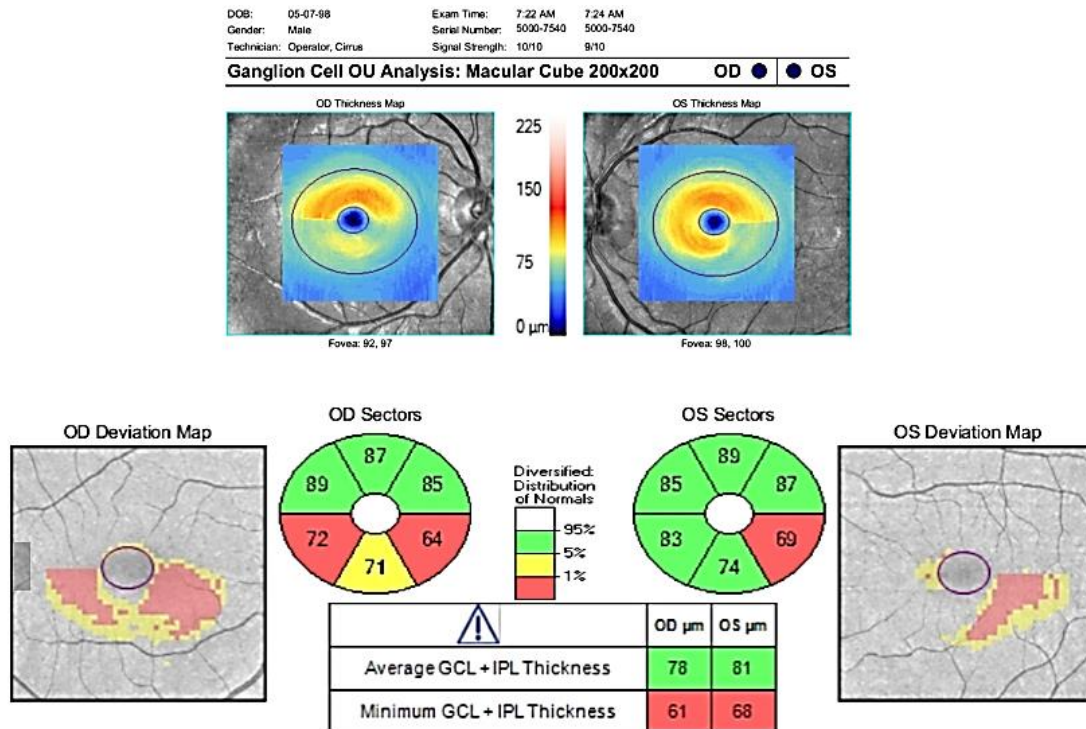 DOB: 05-07-98 Exam Time: 7:22 AM 7:24 AM
Gender: Male Serial Number: 5000-7540 5000-7540
Technician: Operator, Cirrus Signal Strength: 10/10 9/10
Ganglion Cell OU Analysis: Macular Cube 200x200 OD OS
OD Thickness Map OS Thickness Map
225
150
75
0 µm
Fovea: 92, 97 Fovea: 98, 100
OD Deviation Map OD Sectors OS Sectors OS Deviation Map
87 89
89 85 85 87
72 64 83 69
71 74
Diversified:
Distribution
of Normals
95%
5%
1%
OD µm OS µm
Average GCL + IPL Thickness 78 81
Minimum GCL + IPL Thickness 61 68